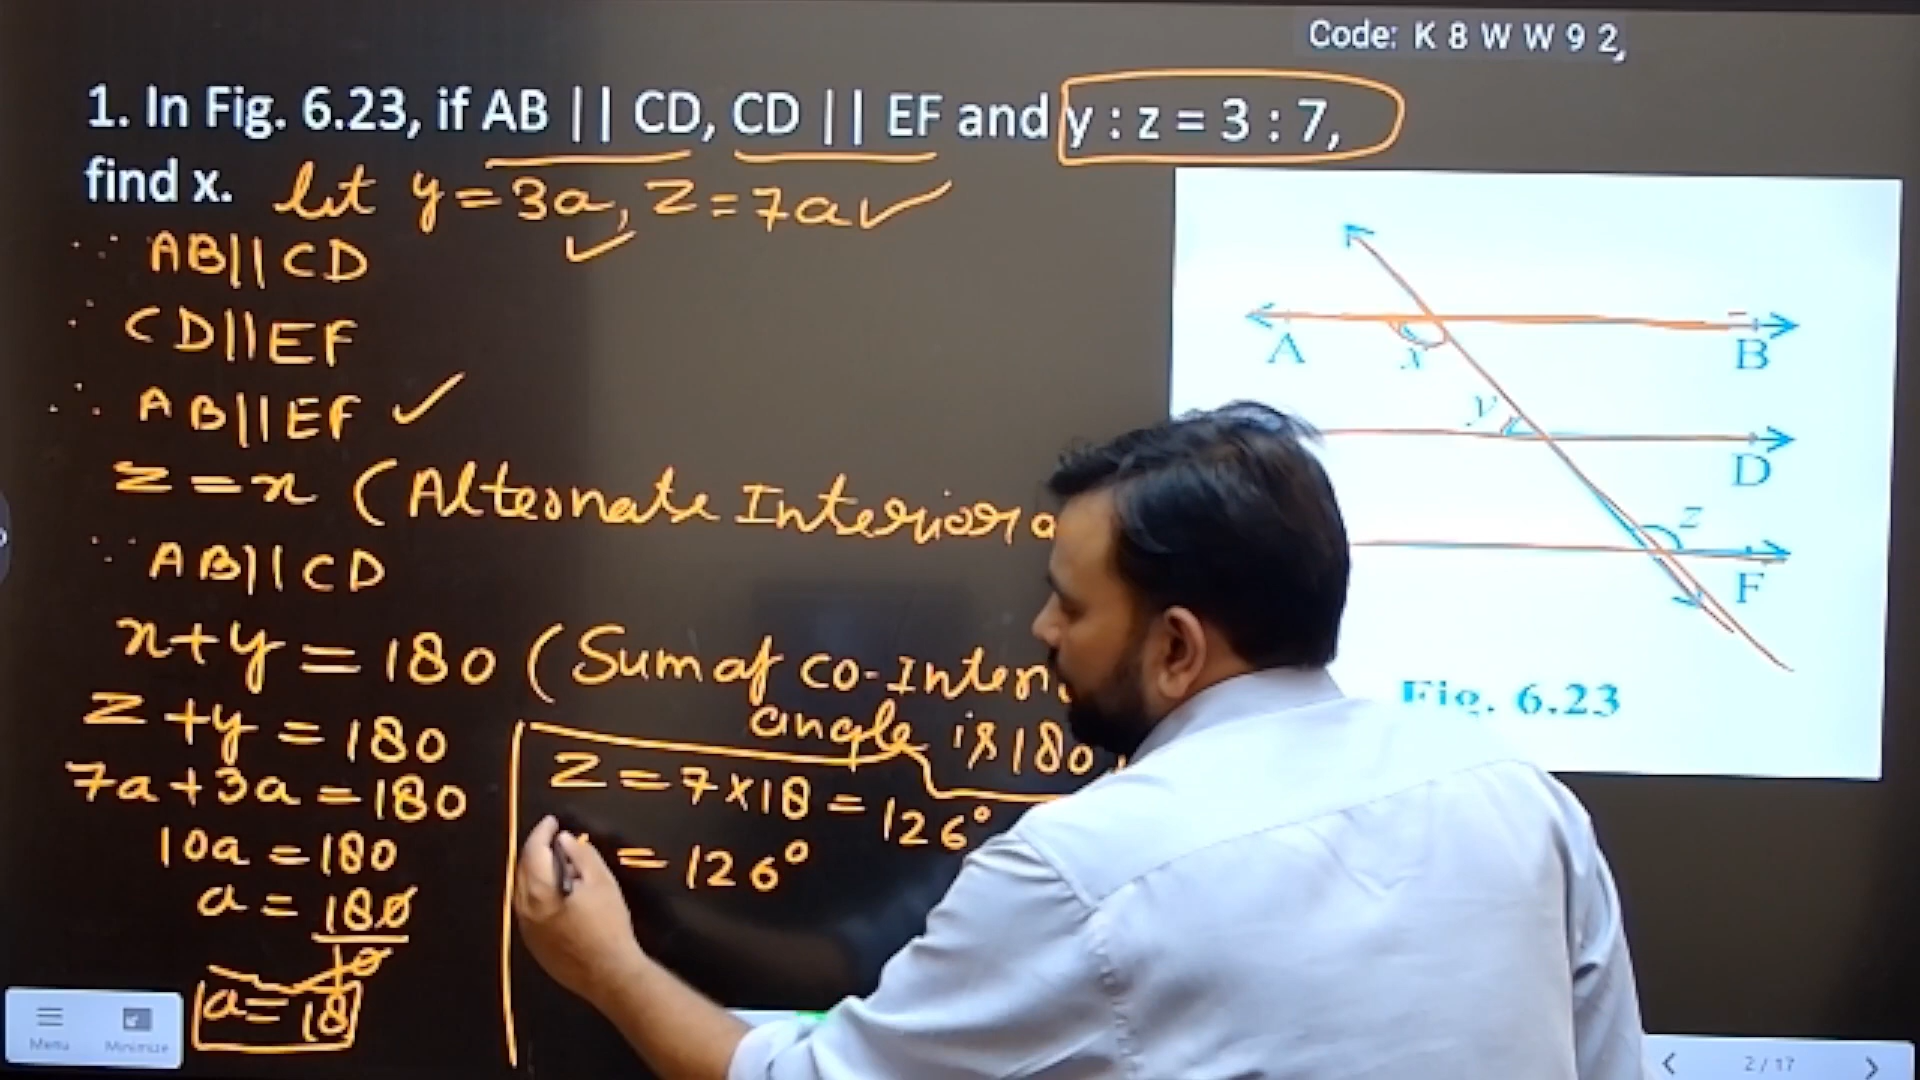 Code: K 8 W W 9 2,
1. In Fig. 6.23, if AB || CD, CD || EF and y : z = 3 : 7,
find x. let y = 3a, z = 7a ✓
✓
∵ AB || CD
∵ CD || EF
∴ AB || EF ✓
z = x (Alternate Interior
∵ AB || CD
x + y = 180 (Sum of Co-Interi
angle is 180
z + y = 180
7a + 3a = 180
10a = 180
a = 180/10
a = 18
z = 7 × 18 = 126°
= 126°
A x B
y D
z F
Fig. 6.23
Menu Minimize
2 / 17